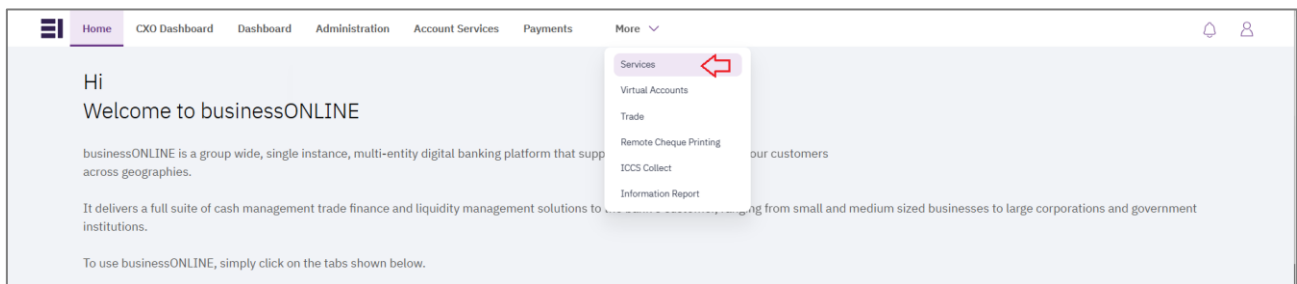 Home CXO Dashboard Dashboard Administration Account Services Payments More
Services
Virtual Accounts
Trade
Remote Cheque Printing
ICCS Collect
Information Report
Hi
Welcome to businessONLINE
businessONLINE is a group wide, single instance, multi-entity digital banking platform that supp our customers
across geographies.
It delivers a full suite of cash management trade finance and liquidity management solutions to ng from small and medium sized businesses to large corporations and government
institutions.
To use businessONLINE, simply click on the tabs shown below.